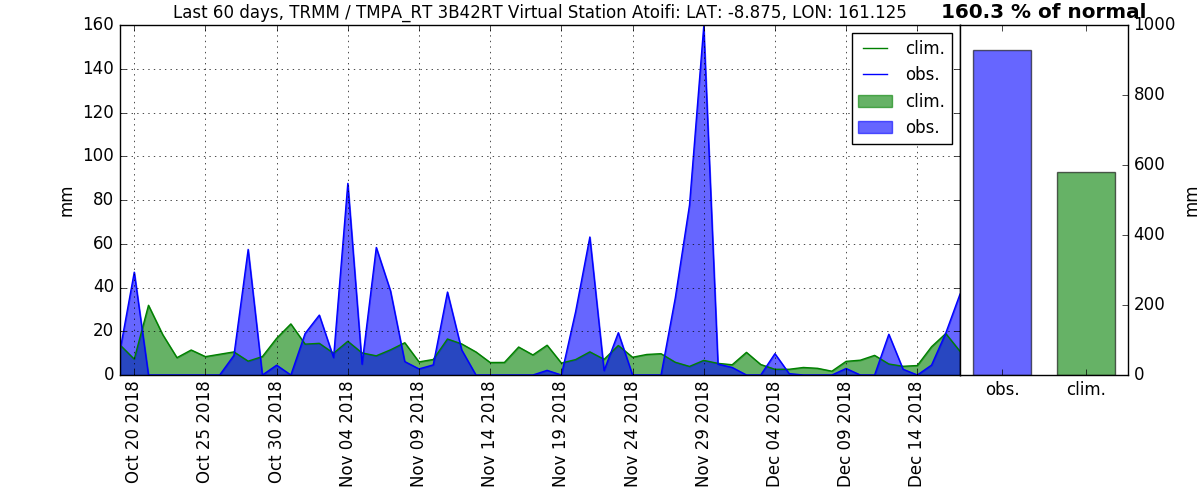 Last 60 days, TRMM / TMPA_RT 3B42RT Virtual Station Atoifi: LAT: -8.875, LON: 161.125
160.3 % of normal
160
140
120
100
80
60
40
20
0
mm
clim.
obs.
clim.
obs.
Oct 20 2018
Oct 25 2018
Oct 30 2018
Nov 04 2018
Nov 09 2018
Nov 14 2018
Nov 19 2018
Nov 24 2018
Nov 29 2018
Dec 04 2018
Dec 09 2018
Dec 14 2018
1000
800
600
400
200
0
mm
obs.
clim.